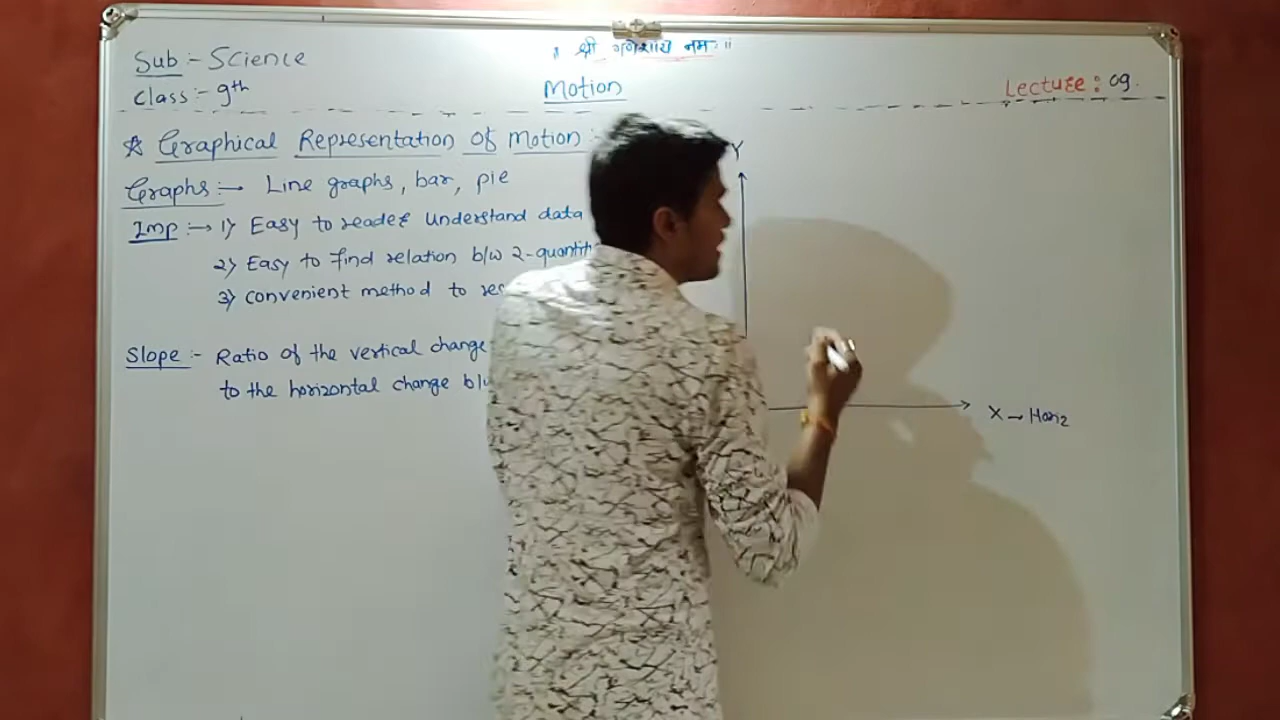 ॥ श्री गणेशाय नमः ॥
Sub :- Science
Class :- 9th
Motion
Lecture : 09.
☆ Graphical Representation of Motion :-
Graphs :→ Line graphs, bar, pie
Imp :→ 1) Easy to read & understand data
2) Easy to find relation b/w 2-quantit
3) convenient method to
Slope :- Ratio of the vertical change
to the horizontal change b/w
Y
X → Horiz